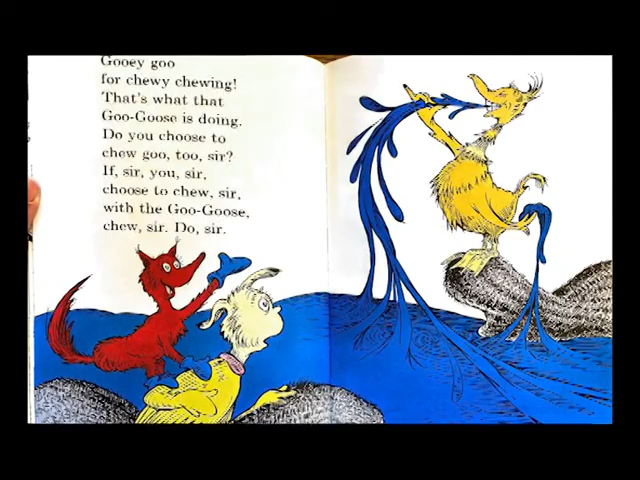 Gooey goo
for chewy chewing!
That's what that
Goo-Goose is doing.
Do you choose to
chew goo, too, sir?
If, sir, you, sir,
choose to chew, sir,
with the Goo-Goose,
chew, sir. Do, sir.